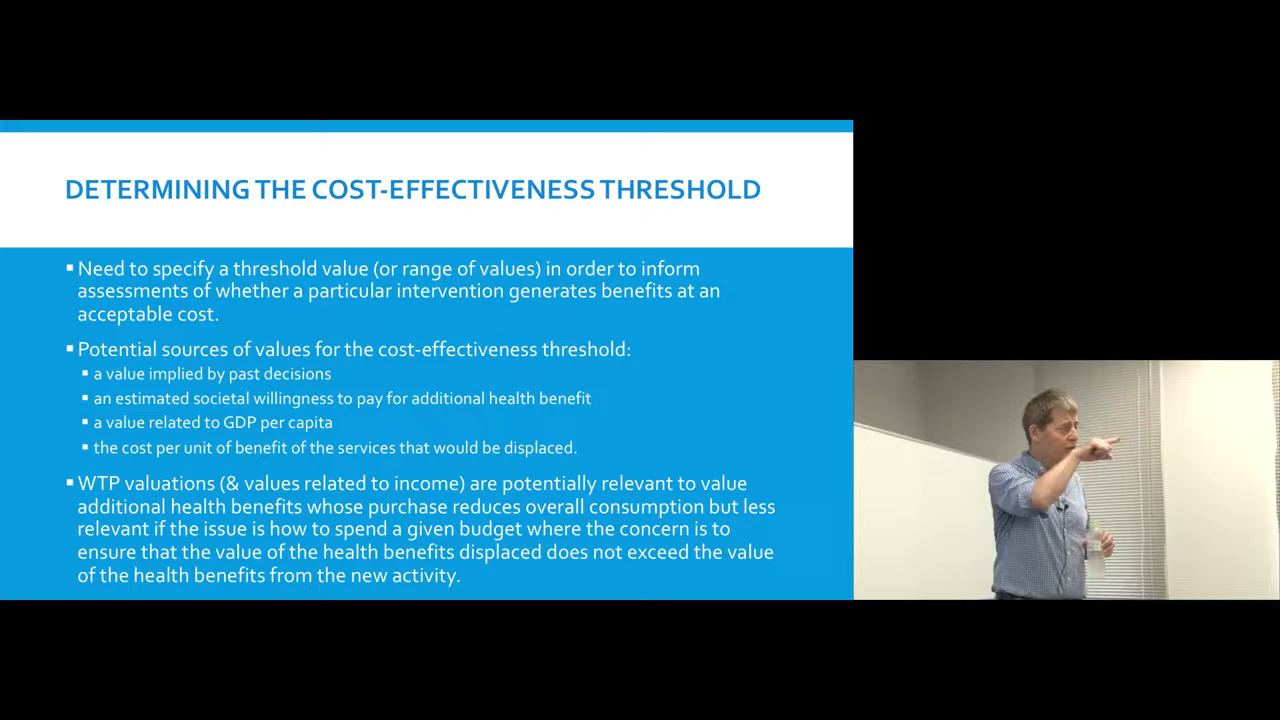 DETERMINING THE COST-EFFECTIVENESS THRESHOLD
▪ Need to specify a threshold value (or range of values) in order to inform
assessments of whether a particular intervention generates benefits at an
acceptable cost.
▪ Potential sources of values for the cost-effectiveness threshold:
▪ a value implied by past decisions
▪ an estimated societal willingness to pay for additional health benefit
▪ a value related to GDP per capita
▪ the cost per unit of benefit of the services that would be displaced.
▪ WTP valuations (& values related to income) are potentially relevant to value
additional health benefits whose purchase reduces overall consumption but less
relevant if the issue is how to spend a given budget where the concern is to
ensure that the value of the health benefits displaced does not exceed the value
of the health benefits from the new activity.